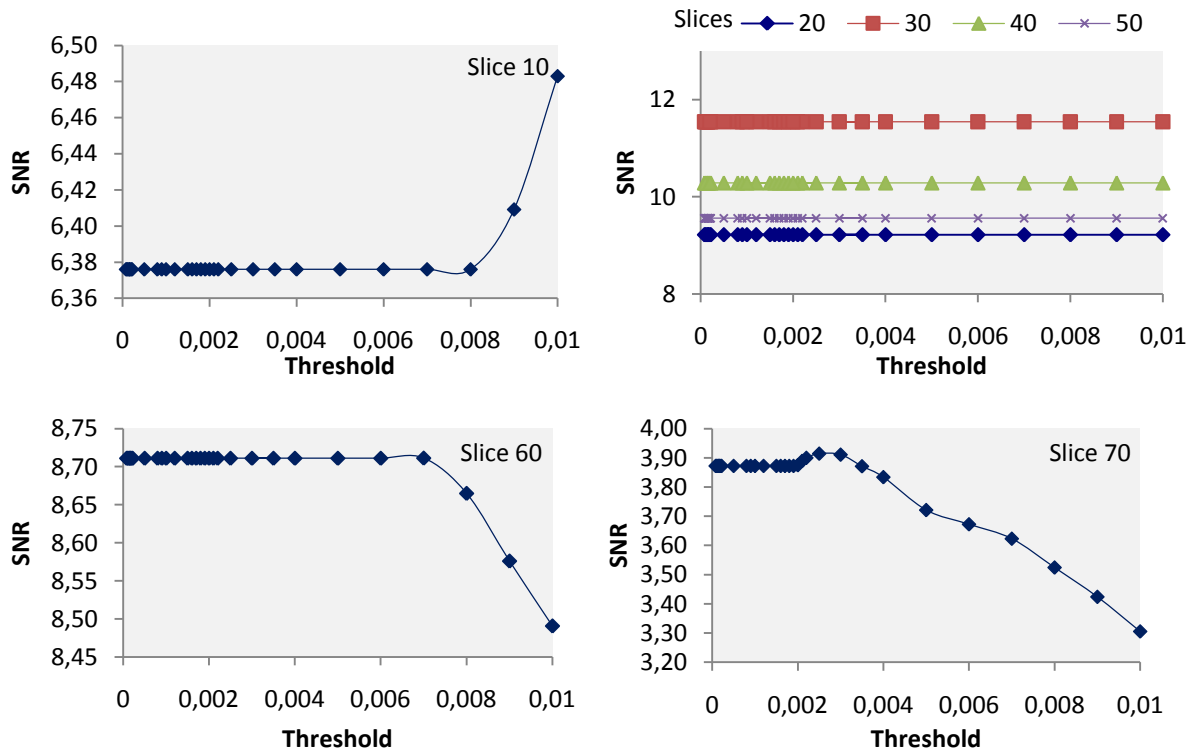 6,50
6,48
6,46
6,44
6,42
6,40
6,38
6,36
SNR
Slice 10
0 0,002 0,004 0,006 0,008 0,01
Threshold
Slices 20 30 40 50
12
10
8
SNR
0 0,002 0,004 0,006 0,008 0,01
Threshold
8,75
8,70
8,65
8,60
8,55
8,50
8,45
SNR
Slice 60
0 0,002 0,004 0,006 0,008 0,01
Threshold
4,00
3,90
3,80
3,70
3,60
3,50
3,40
3,30
3,20
SNR
Slice 70
0 0,002 0,004 0,006 0,008 0,01
Threshold